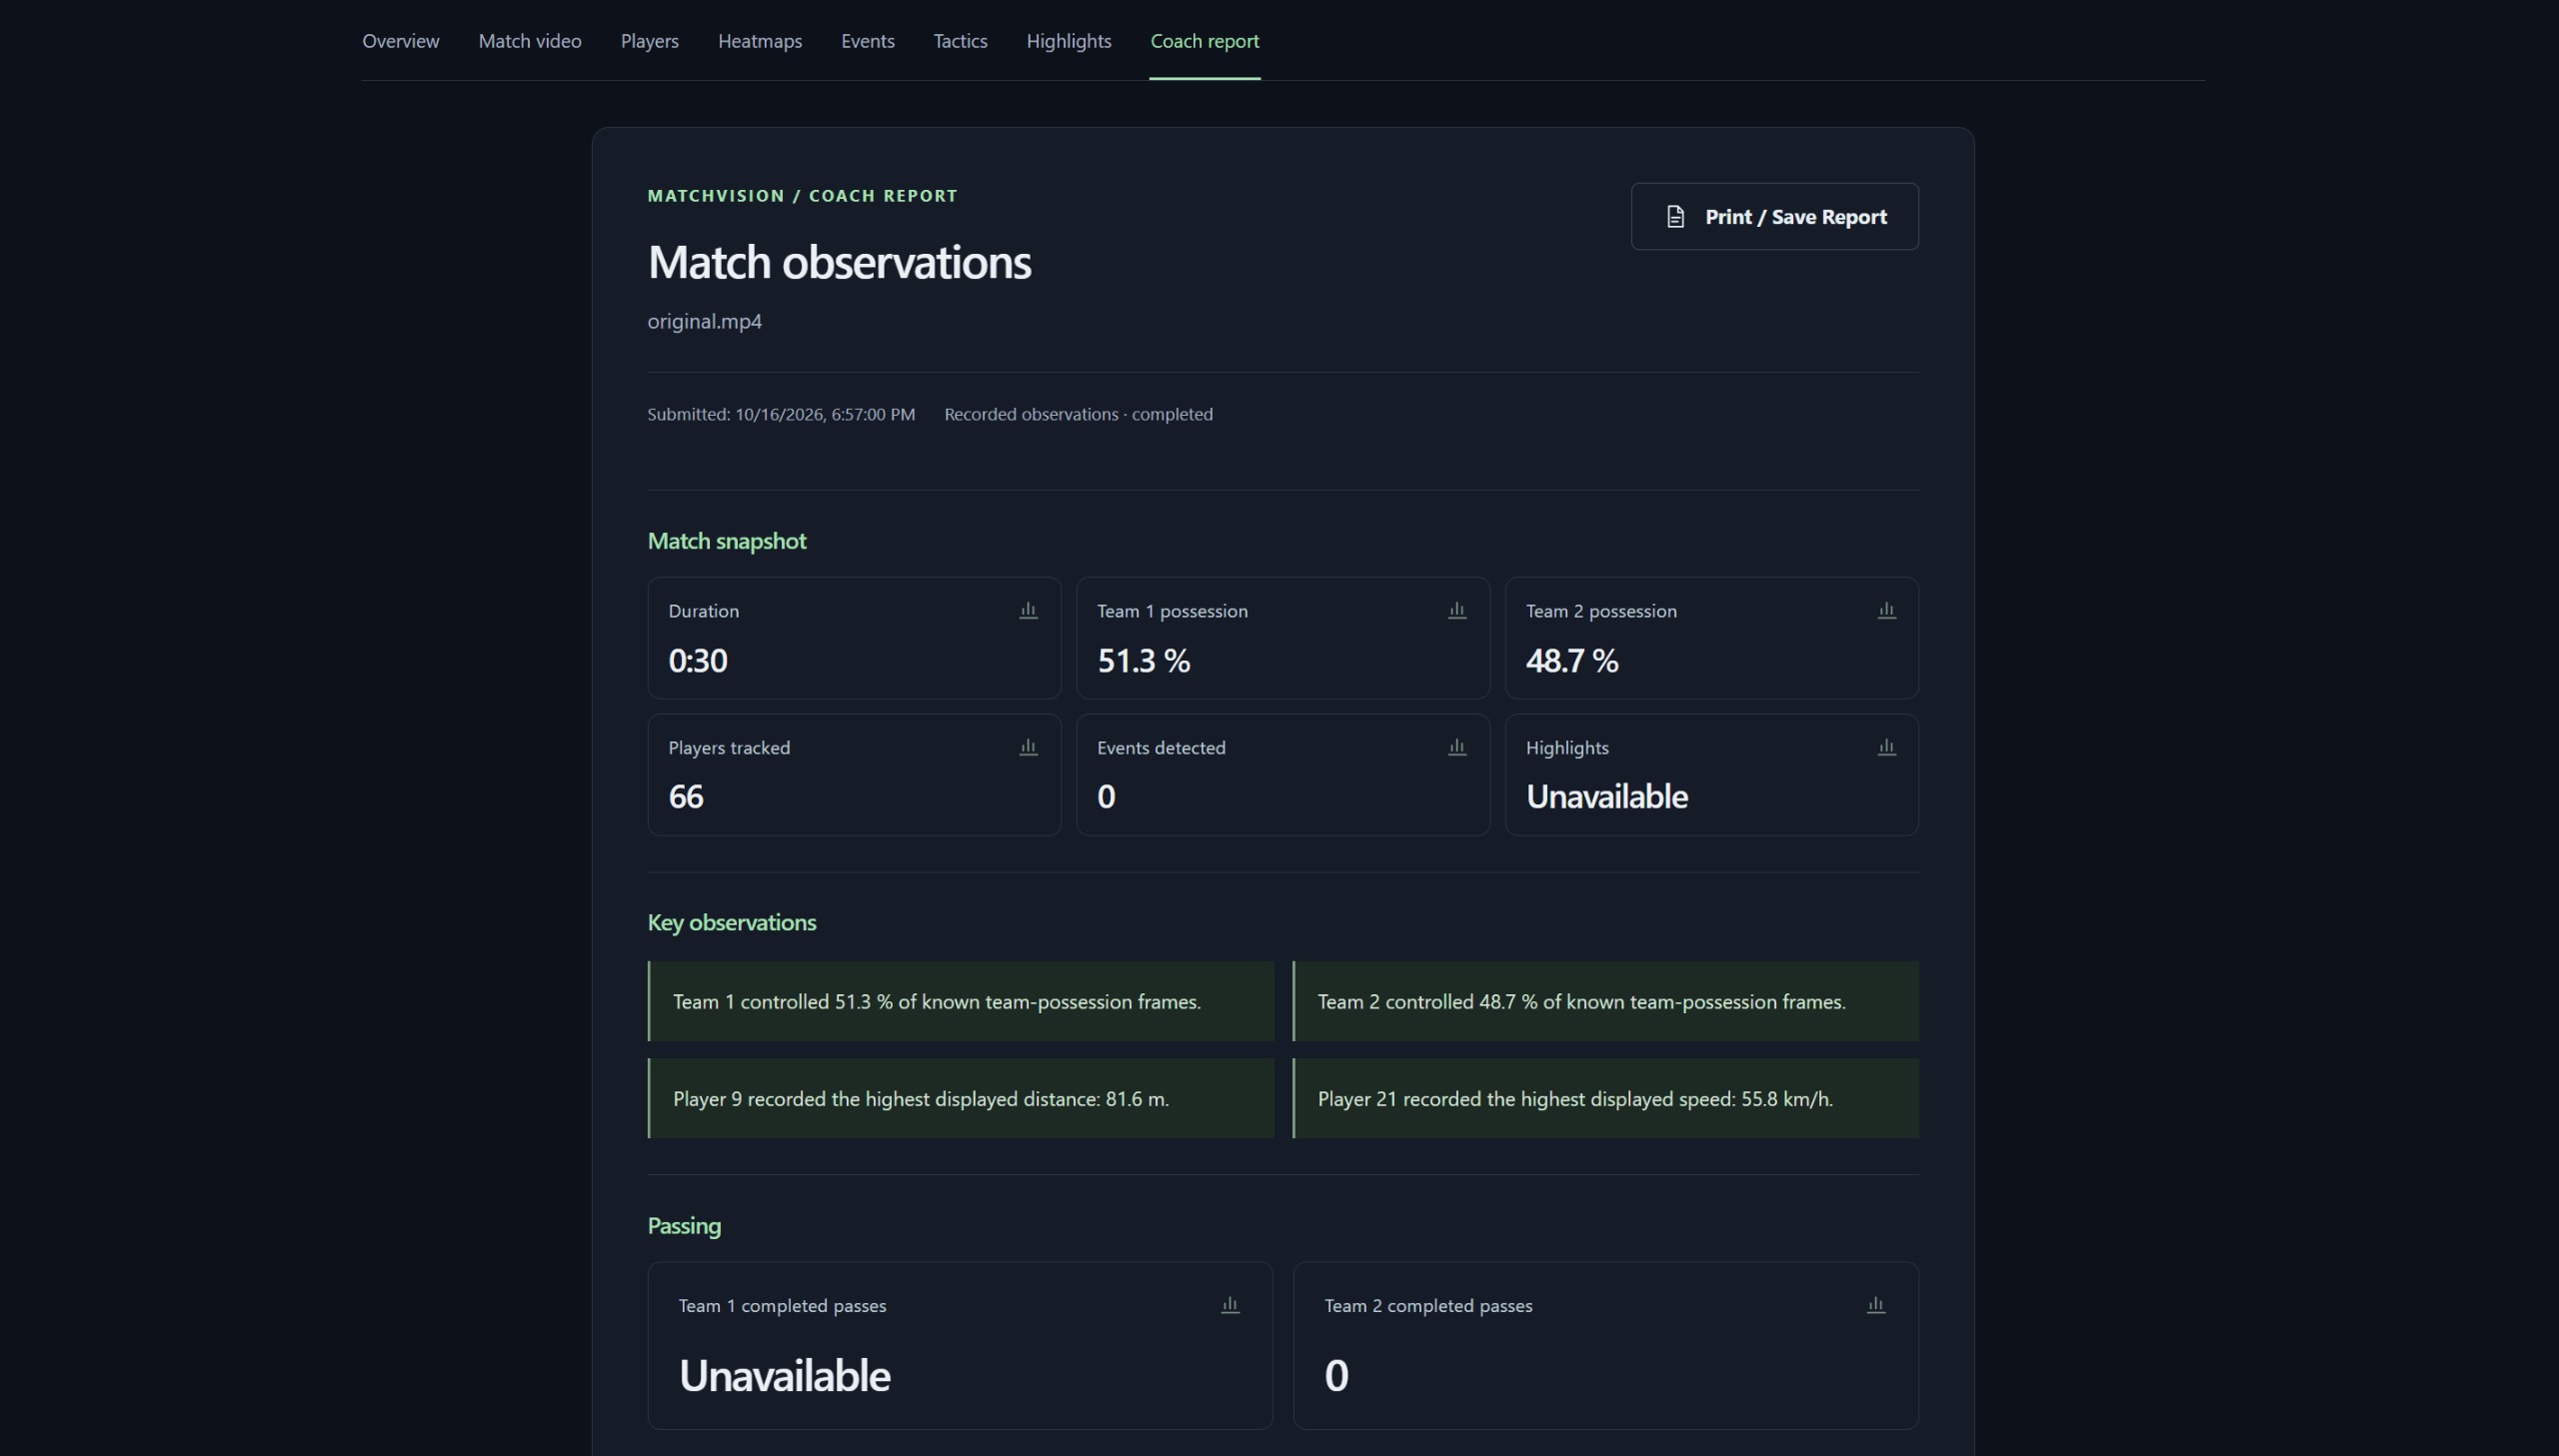 Overview Match video Players Heatmaps Events Tactics Highlights Coach report
MATCHVISION / COACH REPORT
Print / Save Report
Match observations
original.mp4
Submitted: 10/16/2026, 6:57:00 PM Recorded observations · completed
Match snapshot
Duration
0:30
Team 1 possession
51.3 %
Team 2 possession
48.7 %
Players tracked
66
Events detected
0
Highlights
Unavailable
Key observations
Team 1 controlled 51.3 % of known team-possession frames.
Team 2 controlled 48.7 % of known team-possession frames.
Player 9 recorded the highest displayed distance: 81.6 m.
Player 21 recorded the highest displayed speed: 55.8 km/h.
Passing
Team 1 completed passes
Unavailable
Team 2 completed passes
0